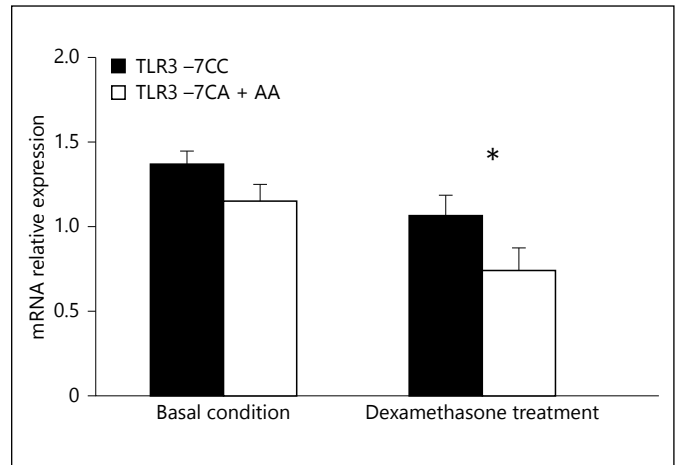 2.0
TLR3 –7CC
TLR3 –7CA + AA
1.5
*
1.0
0.5
0
mRNA relative expression
Basal condition
Dexamethasone treatment